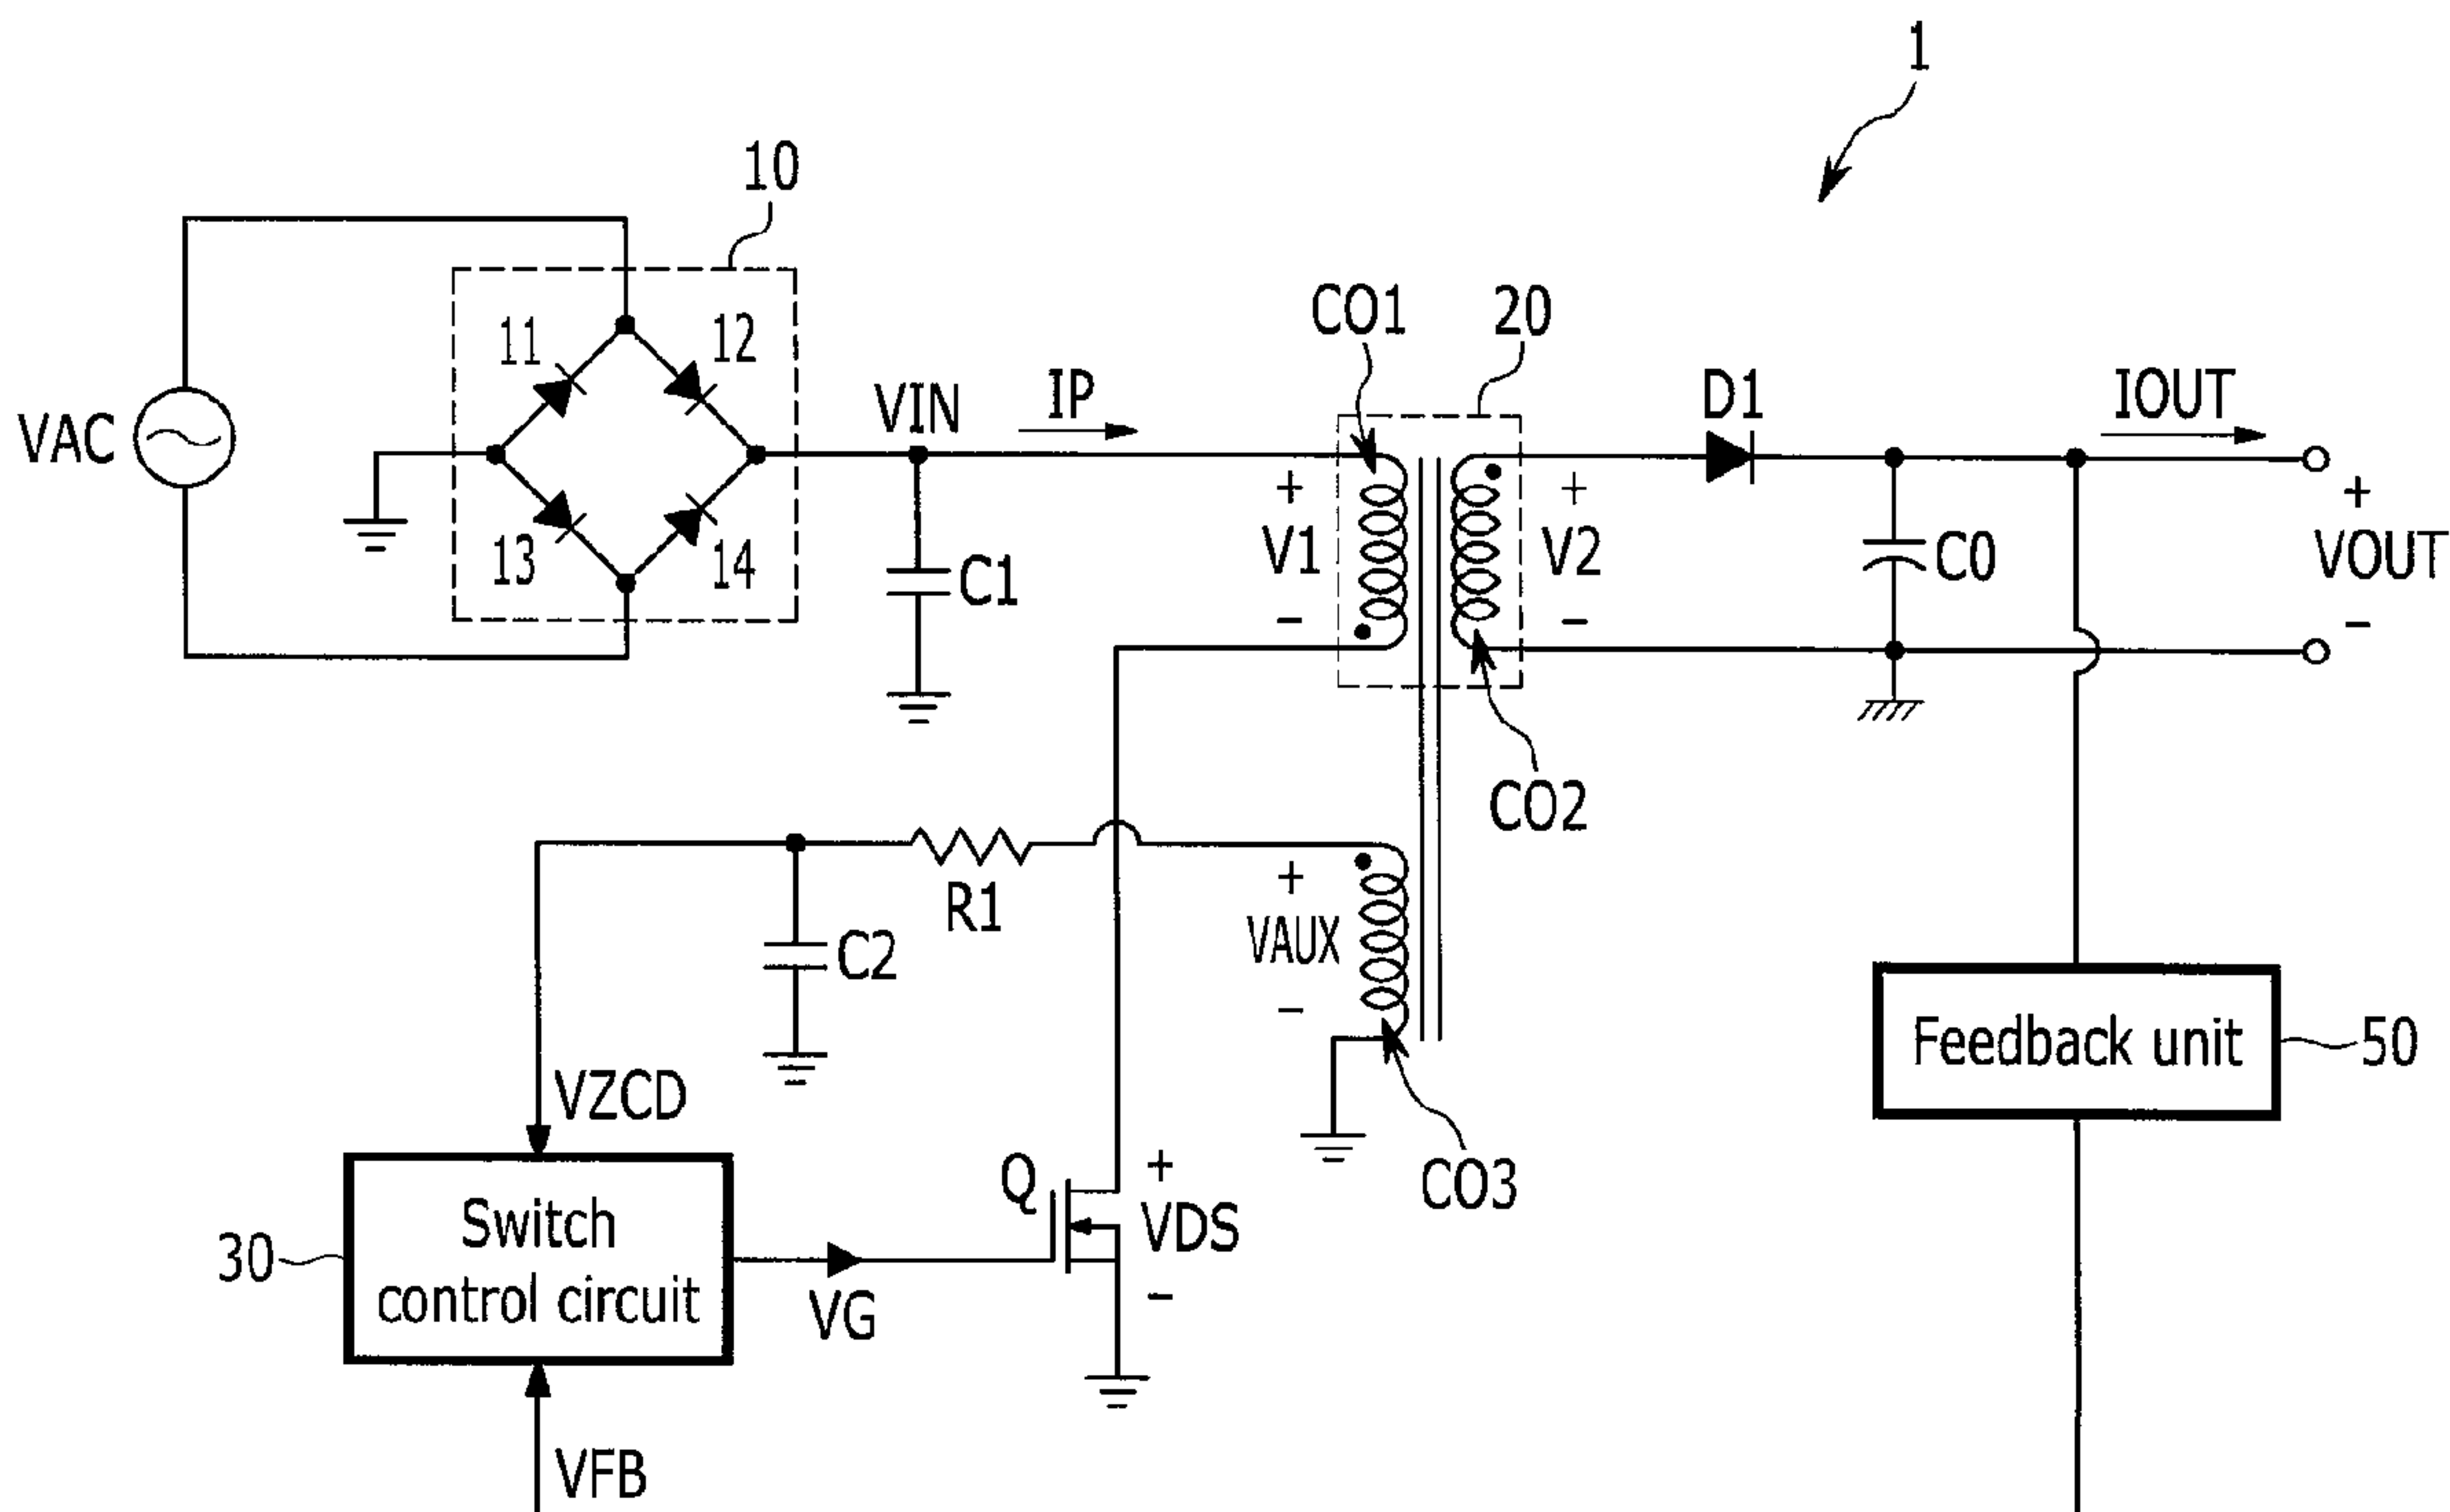 1
10
11
12
13
14
VAC
VIN
IP
CO1
20
D1
IOUT
+
V1
−
+
V2
−
C1
C0
+
VOUT
−
CO2
R1
C2
+
VAUX
−
CO3
VZCD
Feedback unit
50
Q
+
VDS
−
30
Switch
control circuit
VG
VFB